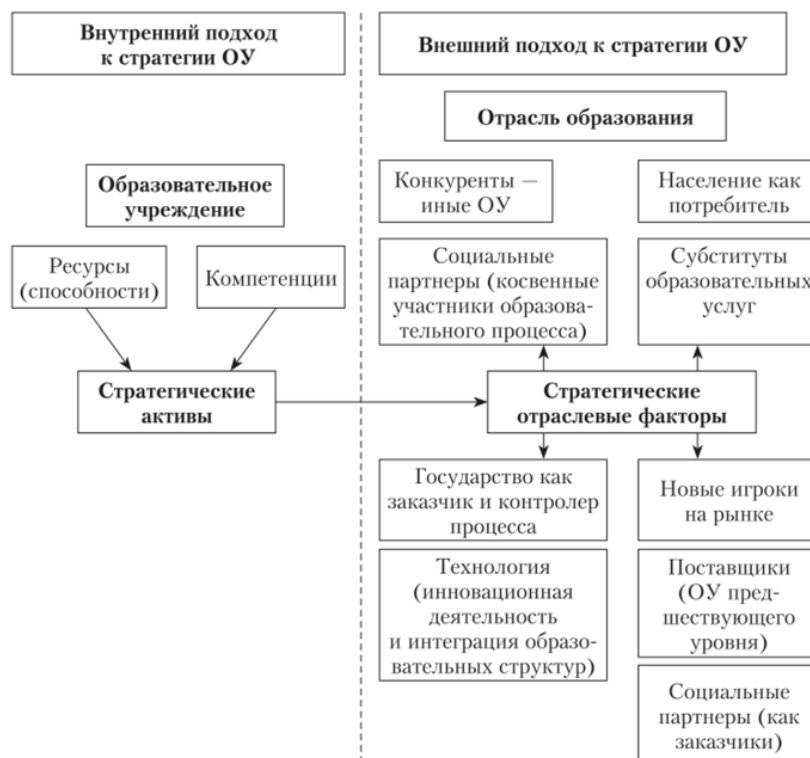 Внутренний подход
к стратегии ОУ
Внешний подход к стратегии ОУ
Отрасль образования
Образовательное
учреждение
Ресурсы
(способности)
Компетенции
Стратегические
активы
Конкуренты —
иные ОУ
Население как
потребитель
Социальные
партнеры (косвенные
участники образова-
тельного процесса)
Субституты
образовательных
услуг
Стратегические
отраслевые факторы
Государство как
заказчик и контролер
процесса
Новые игроки
на рынке
Технология
(инновационная
деятельность
и интеграция образо-
вательных структур)
Поставщики
(ОУ пред-
шествующего
уровня)
Социальные
партнеры (как
заказчики)